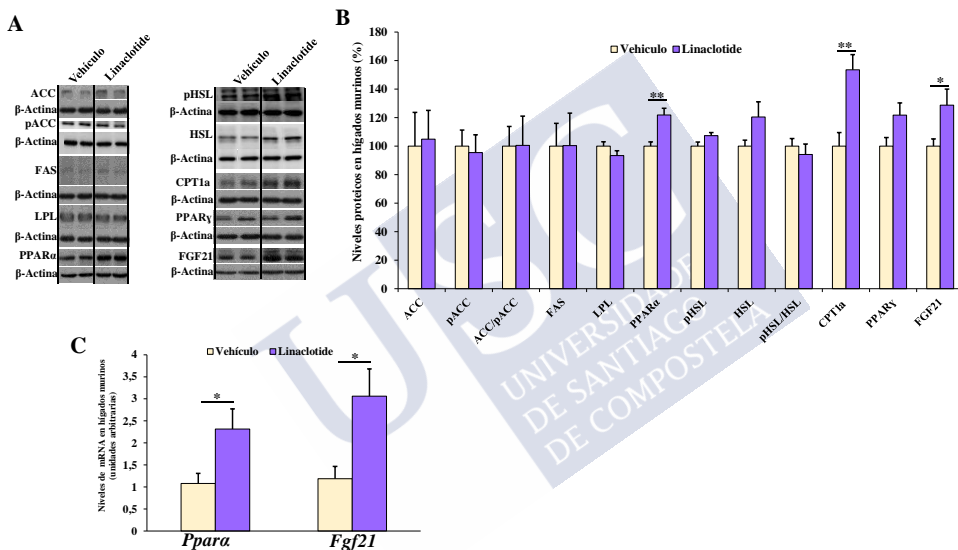 A
Vehículo
Linaclotide
ACC
β-Actina
pACC
β-Actina
FAS
β-Actina
LPL
β-Actina
PPARα
β-Actina
Vehículo
Linaclotide
pHSL
β-Actina
HSL
β-Actina
CPT1a
β-Actina
PPARɣ
β-Actina
FGF21
β-Actina
B
Niveles proteicos en hígados murinos (%)
180
160
140
120
100
80
60
40
20
0
Vehículo
Linaclotide
**
**
*
ACC
pACC
ACC/pACC
FAS
LPL
PPARα
pHSL
HSL
pHSL/HSL
CPT1a
PPARɣ
FGF21
C
Vehículo
Linaclotide
Niveles de mRNA en hígados murinos
(unidades arbitrarias)
4
3,5
3
2,5
2
1,5
1
0,5
0
*
*
Pparα
Fgf21
USC
UNIVERSIDADE
DE SANTIAGO
DE COMPOSTELA